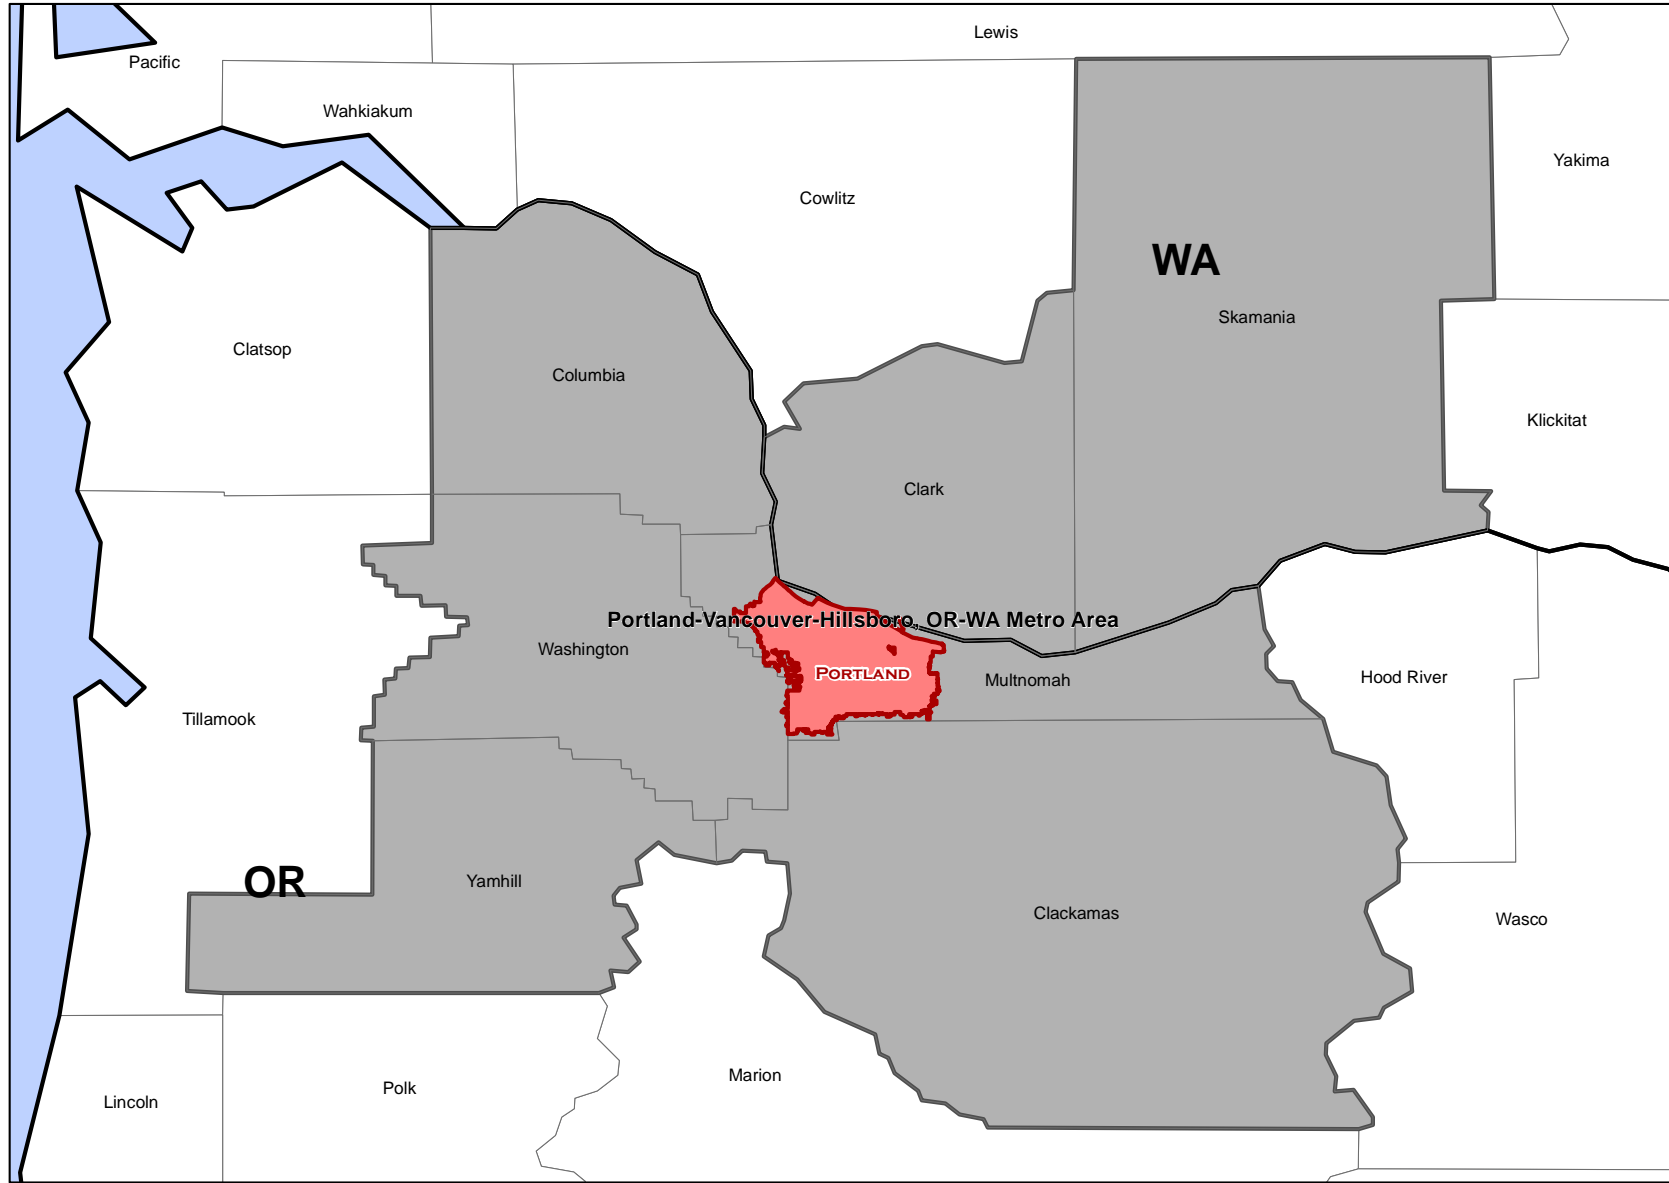 Lewis
Pacific
Wahkiakum
Yakima
Cowlitz
WA
Skamania
Clatsop
Columbia
Klickitat
Clark
Portland-Vancouver-Hillsboro, OR-WA Metro Area
Washington
PORTLAND
Multnomah
Hood River
Tillamook
OR
Yamhill
Clackamas
Wasco
Marion
Polk
Lincoln